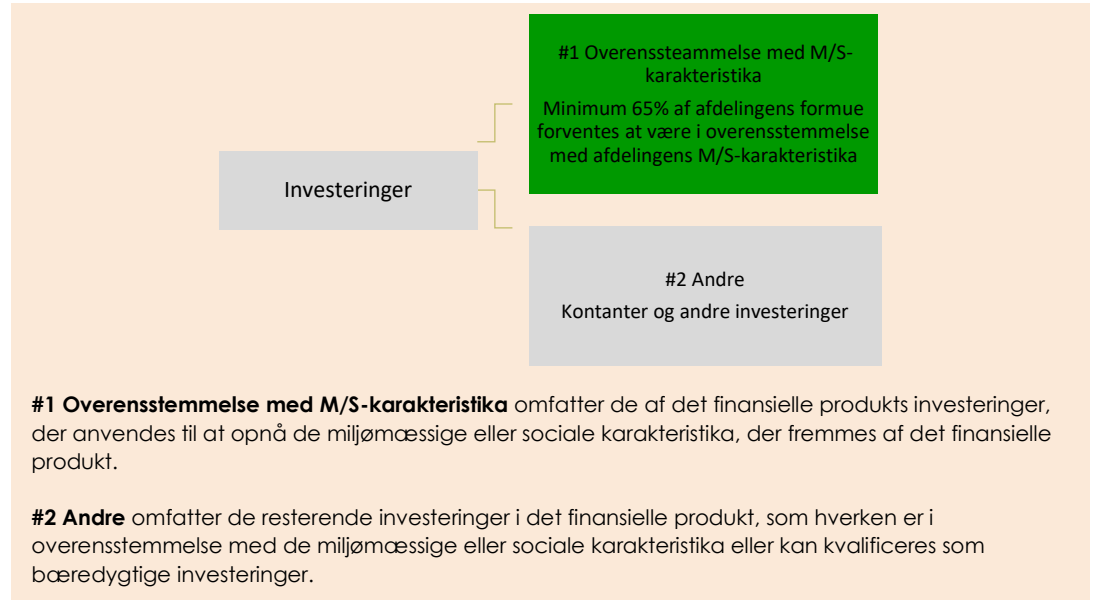 #1 Overenssteammelse med M/S-
karakteristika
Minimum 65% af afdelingens formue
forventes at være i overensstemmelse
med afdelingens M/S-karakteristika
Investeringer
#2 Andre
Kontanter og andre investeringer
#1 Overensstemmelse med M/S-karakteristika omfatter de af det finansielle produkts investeringer,
der anvendes til at opnå de miljømæssige eller sociale karakteristika, der fremmes af det finansielle
produkt.
#2 Andre omfatter de resterende investeringer i det finansielle produkt, som hverken er i
overensstemmelse med de miljømæssige eller sociale karakteristika eller kan kvalificeres som
bæredygtige investeringer.